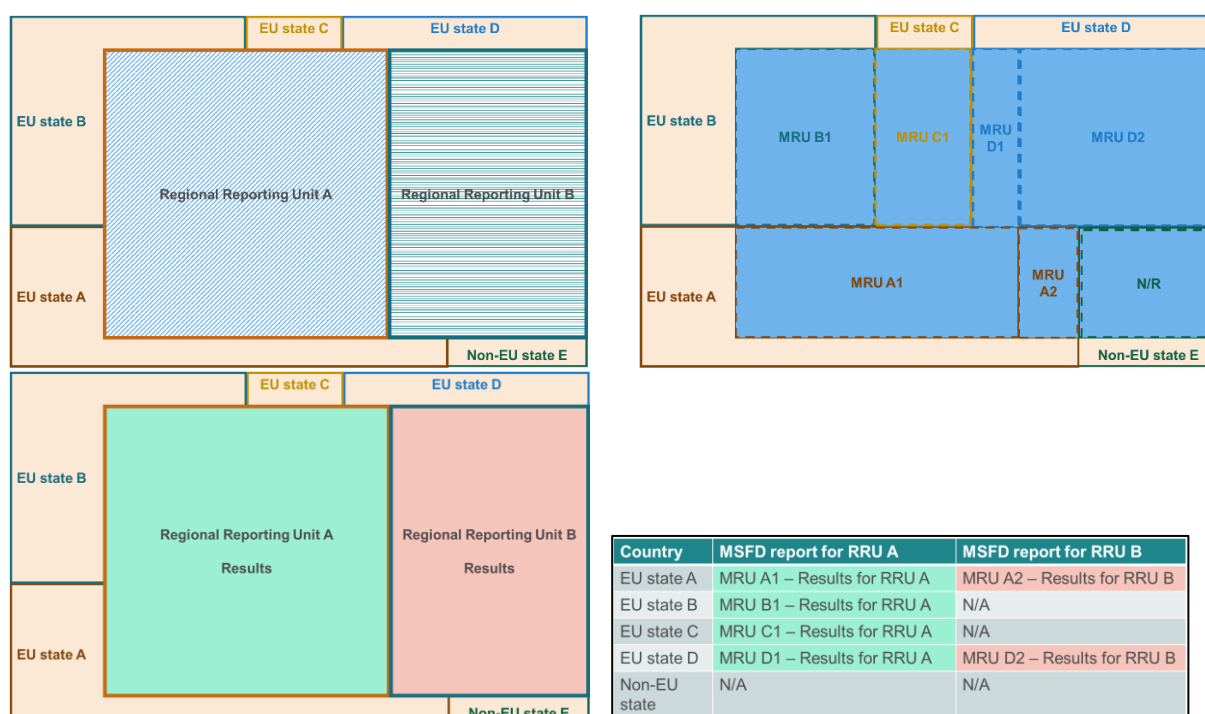 EU state C
EU state D
EU state B
Regional Reporting Unit A
Regional Reporting Unit B
EU state A
Non-EU state E
EU state C
EU state D
EU state B
MRU B1
MRU C1
MRU
D1
MRU D2
EU state A
MRU A1
MRU
A2
N/R
Non-EU state E
EU state C
EU state D
EU state B
Regional Reporting Unit A
Results
Regional Reporting Unit B
Results
EU state A
Non-EU state E
Country MSFD report for RRU A MSFD report for RRU B
EU state A MRU A1 – Results for RRU A MRU A2 – Results for RRU B
EU state B MRU B1 – Results for RRU A N/A
EU state C MRU C1 – Results for RRU A N/A
EU state D MRU D1 – Results for RRU A MRU D2 – Results for RRU B
Non-EU N/A N/A
state